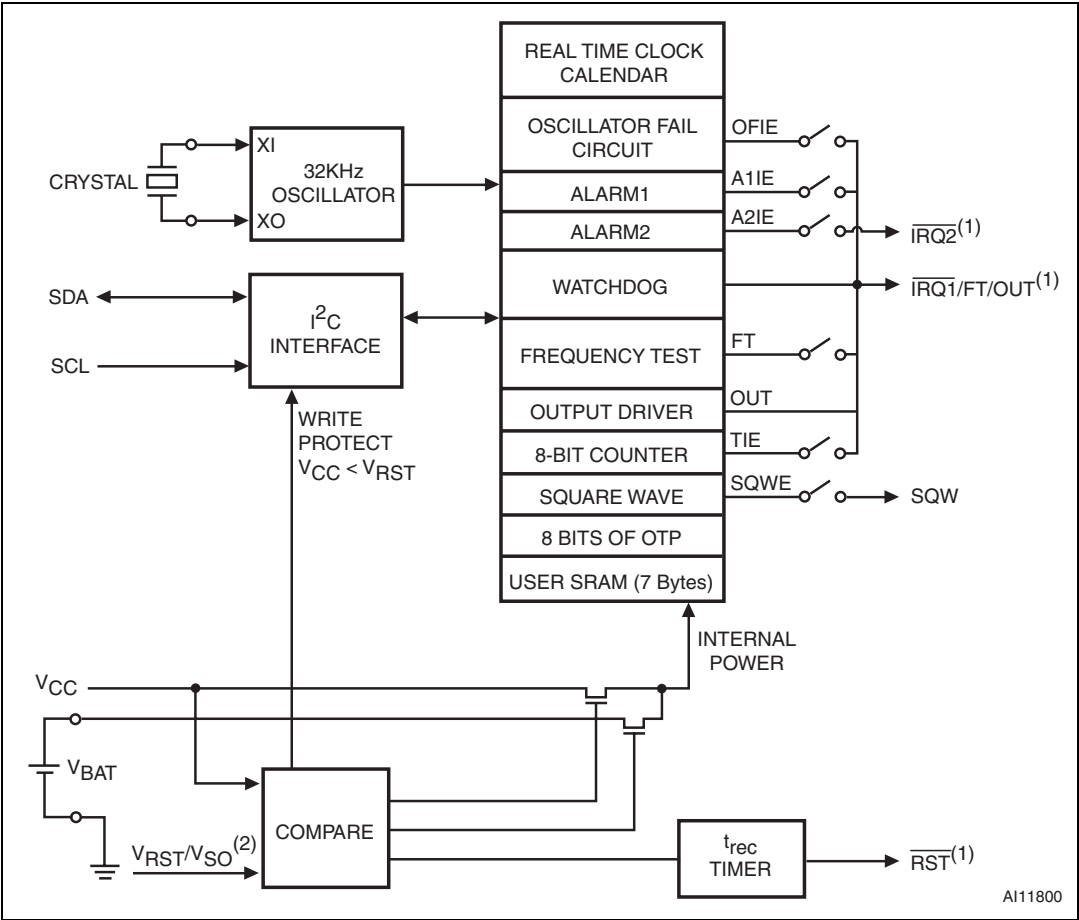 REAL TIME CLOCK
CALENDAR
OSCILLATOR FAIL
CIRCUIT
OFIE
XI
32KHz
OSCILLATOR
XO
CRYSTAL
ALARM1
A1IE
ALARM2
A2IE
IRQ2(1)
WATCHDOG
IRQ1/FT/OUT(1)
SDA
I2C
INTERFACE
SCL
FREQUENCY TEST
FT
OUTPUT DRIVER
OUT
WRITE
PROTECT
VCC < VRST
8-BIT COUNTER
TIE
SQUARE WAVE
SQWE
SQW
8 BITS OF OTP
USER SRAM (7 Bytes)
INTERNAL
POWER
VCC
VBAT
COMPARE
VRST/VSO(2)
trec
TIMER
RST(1)
AI11800